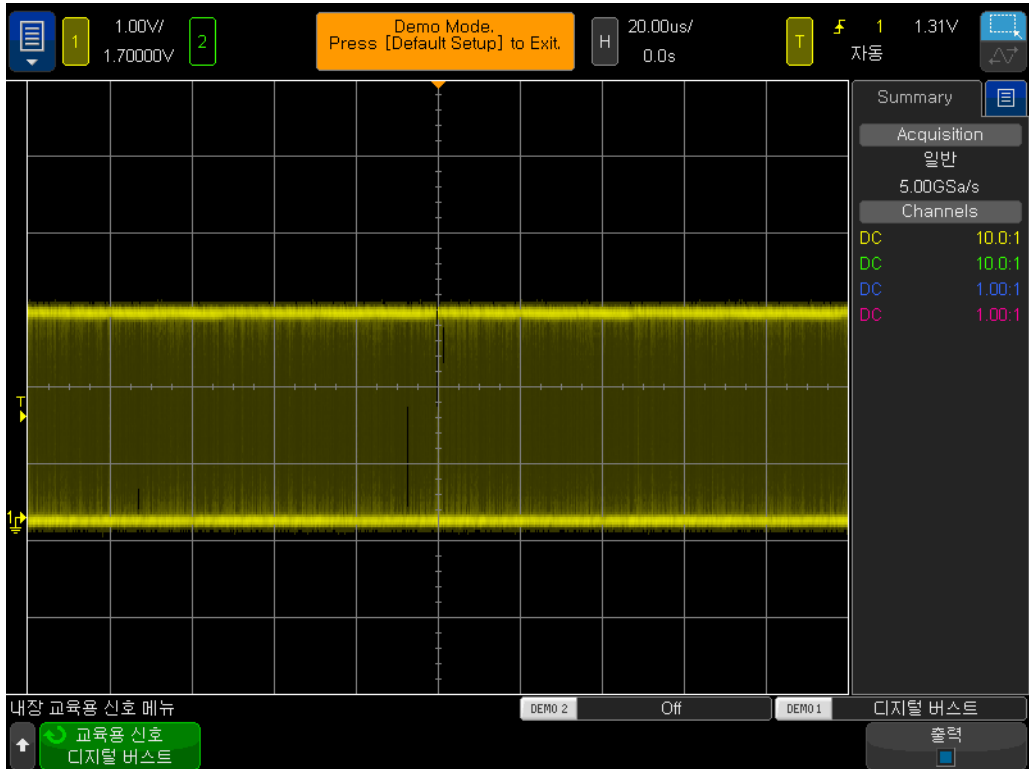 1
1.00V/
1.70000V
2
Demo Mode,
Press [Default Setup] to Exit.
H
20.00us/
0.0s
T
1
1.31V
자동
Summary
Acquisition
일반
5.00GSa/s
Channels
DC 10.0:1
DC 10.0:1
DC 1.00:1
DC 1.00:1
T
1
내장 교육용 신호 메뉴
DEMO 2
Off
DEMO 1
디지털 버스트
교육용 신호
디지털 버스트
출력